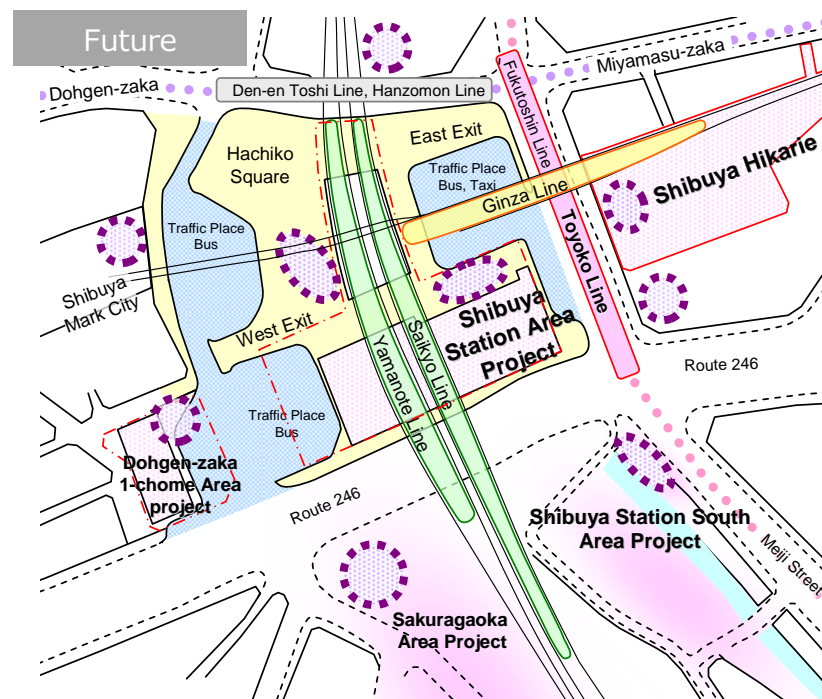 Future
Dohgen-zaka
Den-en Toshi Line, Hanzomon Line
Fukutoshin Line
Miyamasu-zaka
Hachiko
Square
East Exit
Traffic Place
Bus, Taxi
Ginza Line
Shibuya Hikarie
Toyoko Line
Traffic Place
Bus
Shibuya
Mark City
West Exit
Shibuya
Station Area
Project
Saikyo Line
Yamanote Line
Route 246
Traffic Place
Bus
Dohgen-zaka
1-chome Area
project
Route 246
Shibuya Station South
Area Project
Meiji Street
Sakuragaoka
Area Project